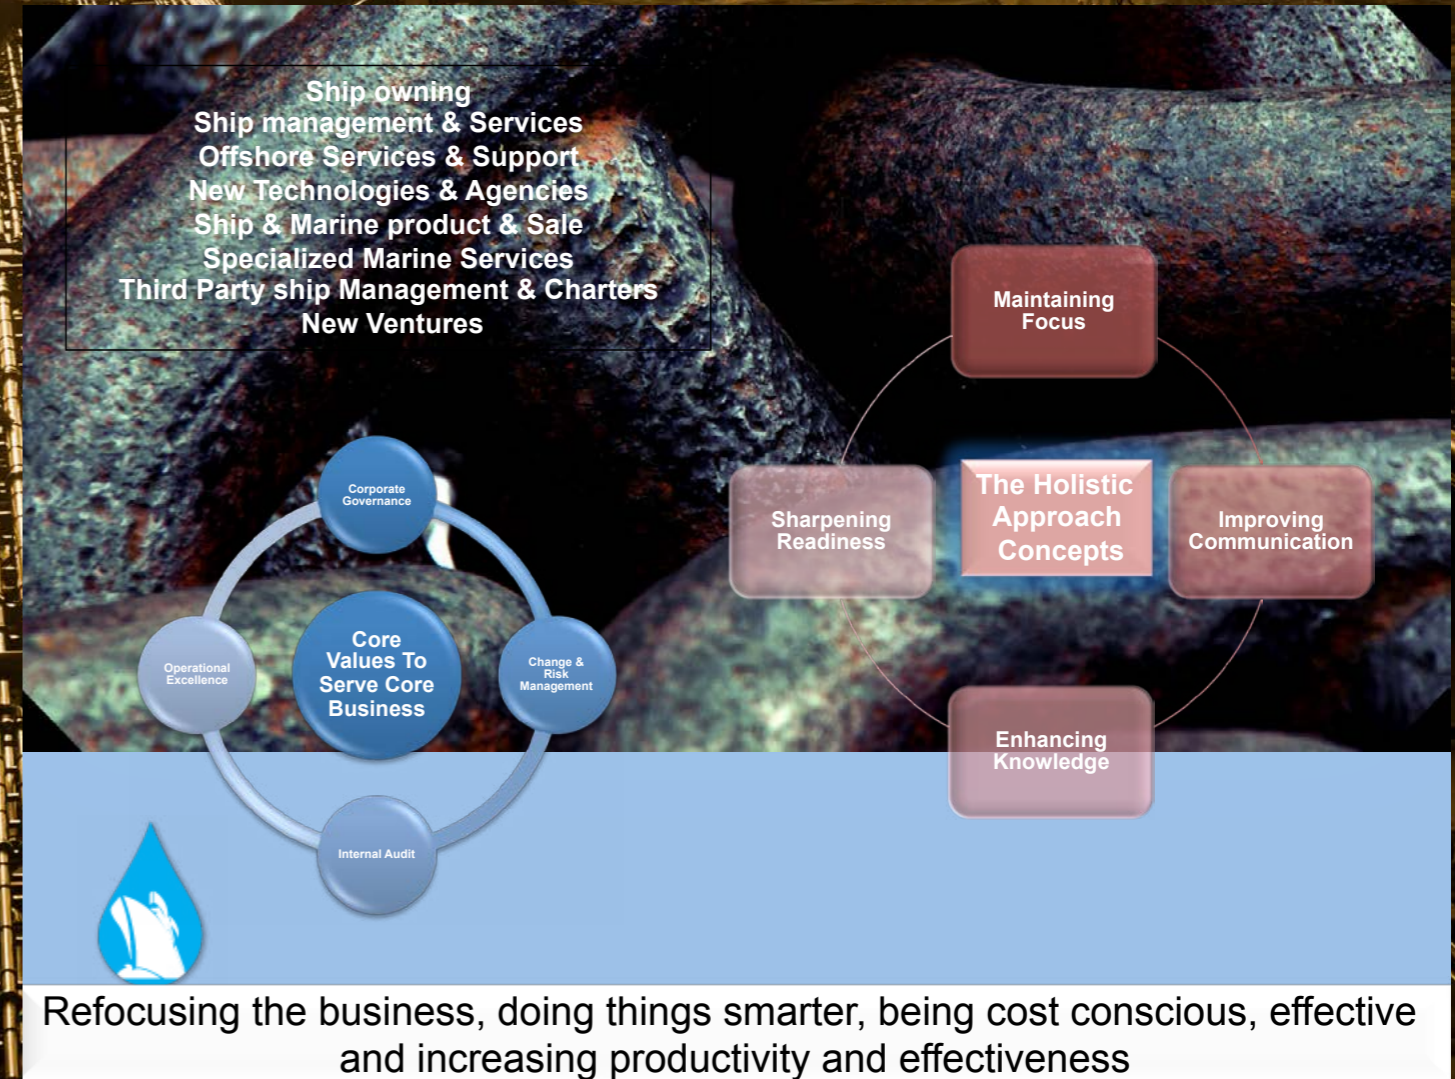 Ship owning
Ship management & Services
Offshore Services & Support
New Technologies & Agencies
Ship & Marine product & Sale
Specialized Marine Services
Third Party ship Management & Charters
New Ventures
Corporate
Governance
Core
Values To
Serve Core
Business
Change &
Risk
Management
Internal Audit
Operational
Excellence
Maintaining
Focus
The Holistic
Approach
Concepts
Improving
Communication
Enhancing
Knowledge
Sharpening
Readiness
Refocusing the business, doing things smarter, being cost conscious, effective
and increasing productivity and effectiveness